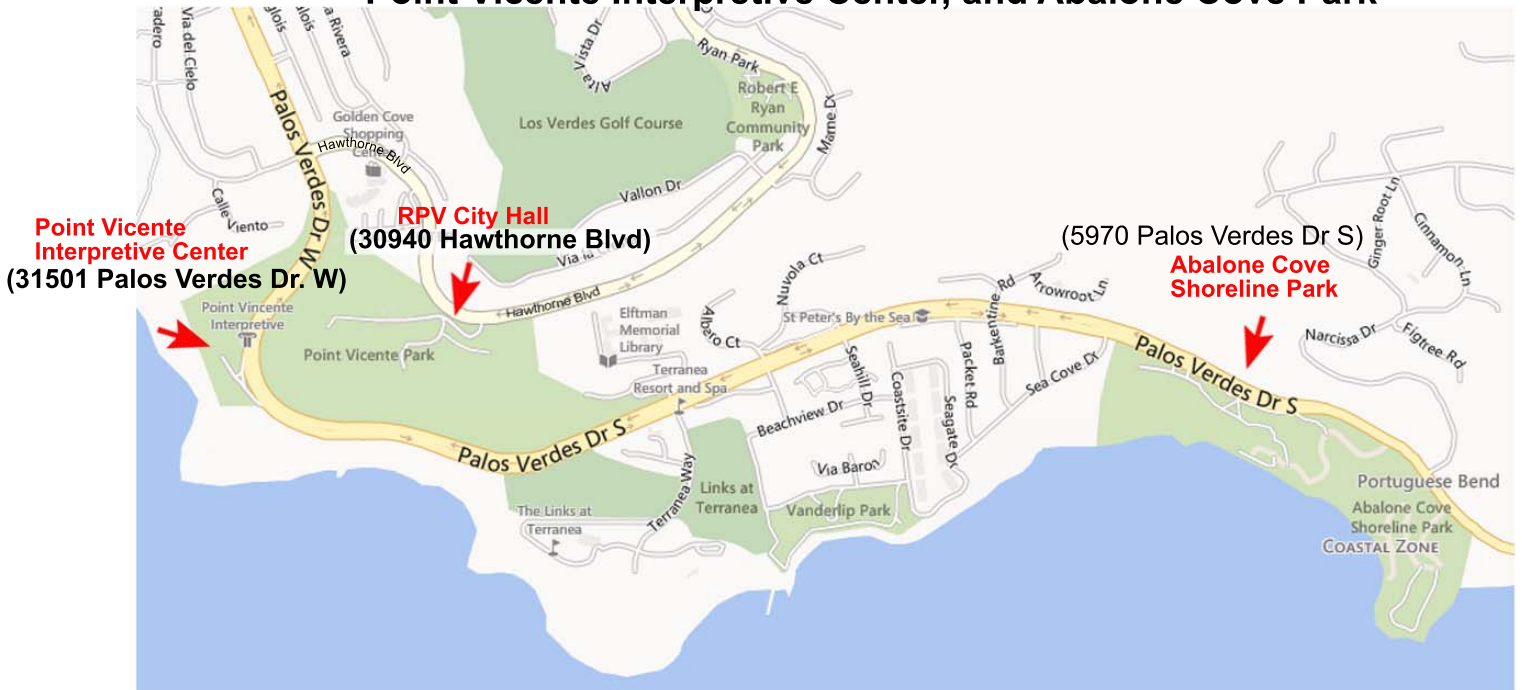 Point Vicente Interpretive Center, and Abalone Cove Park
Via del Cielo
Rivera
Alta Vista Dr
Ryan Park
Robert E
Ryan
Community
Park
Marne Dr
Los Verdes Golf Course
Golden Cove
Shopping
Center
Hawthorne Blvd
Palos Verdes Dr W
Calle Viento
Vallon Dr
Point Vicente
Interpretive Center
(31501 Palos Verdes Dr. W)
RPV City Hall
(30940 Hawthorne Blvd)
Via la
Hawthorne Blvd
Point Vincente
Interpretive
Point Vicente Park
Elftman
Memorial
Library
Albero Ct
Nuvola Ct
St Peter's By the Sea
Terranea
Resort and Spa
Barkentine Rd
Arrowroot Ln
(5970 Palos Verdes Dr S)
Abalone Cove
Shoreline Park
Ginger Root Ln
Cinnamon Ln
Narcissa Dr
Figtree Rd
Palos Verdes Dr S
Palos Verdes Dr S
Seahill Dr
Coastsite Dr
Seagate Dr
Packet Rd
Sea Cove Dr
Beachview Dr
Via Baron
Vanderlip Park
Links at
Terranea
Terranea Way
The Links at
Terranea
Portuguese Bend
Abalone Cove
Shoreline Park
COASTAL ZONE